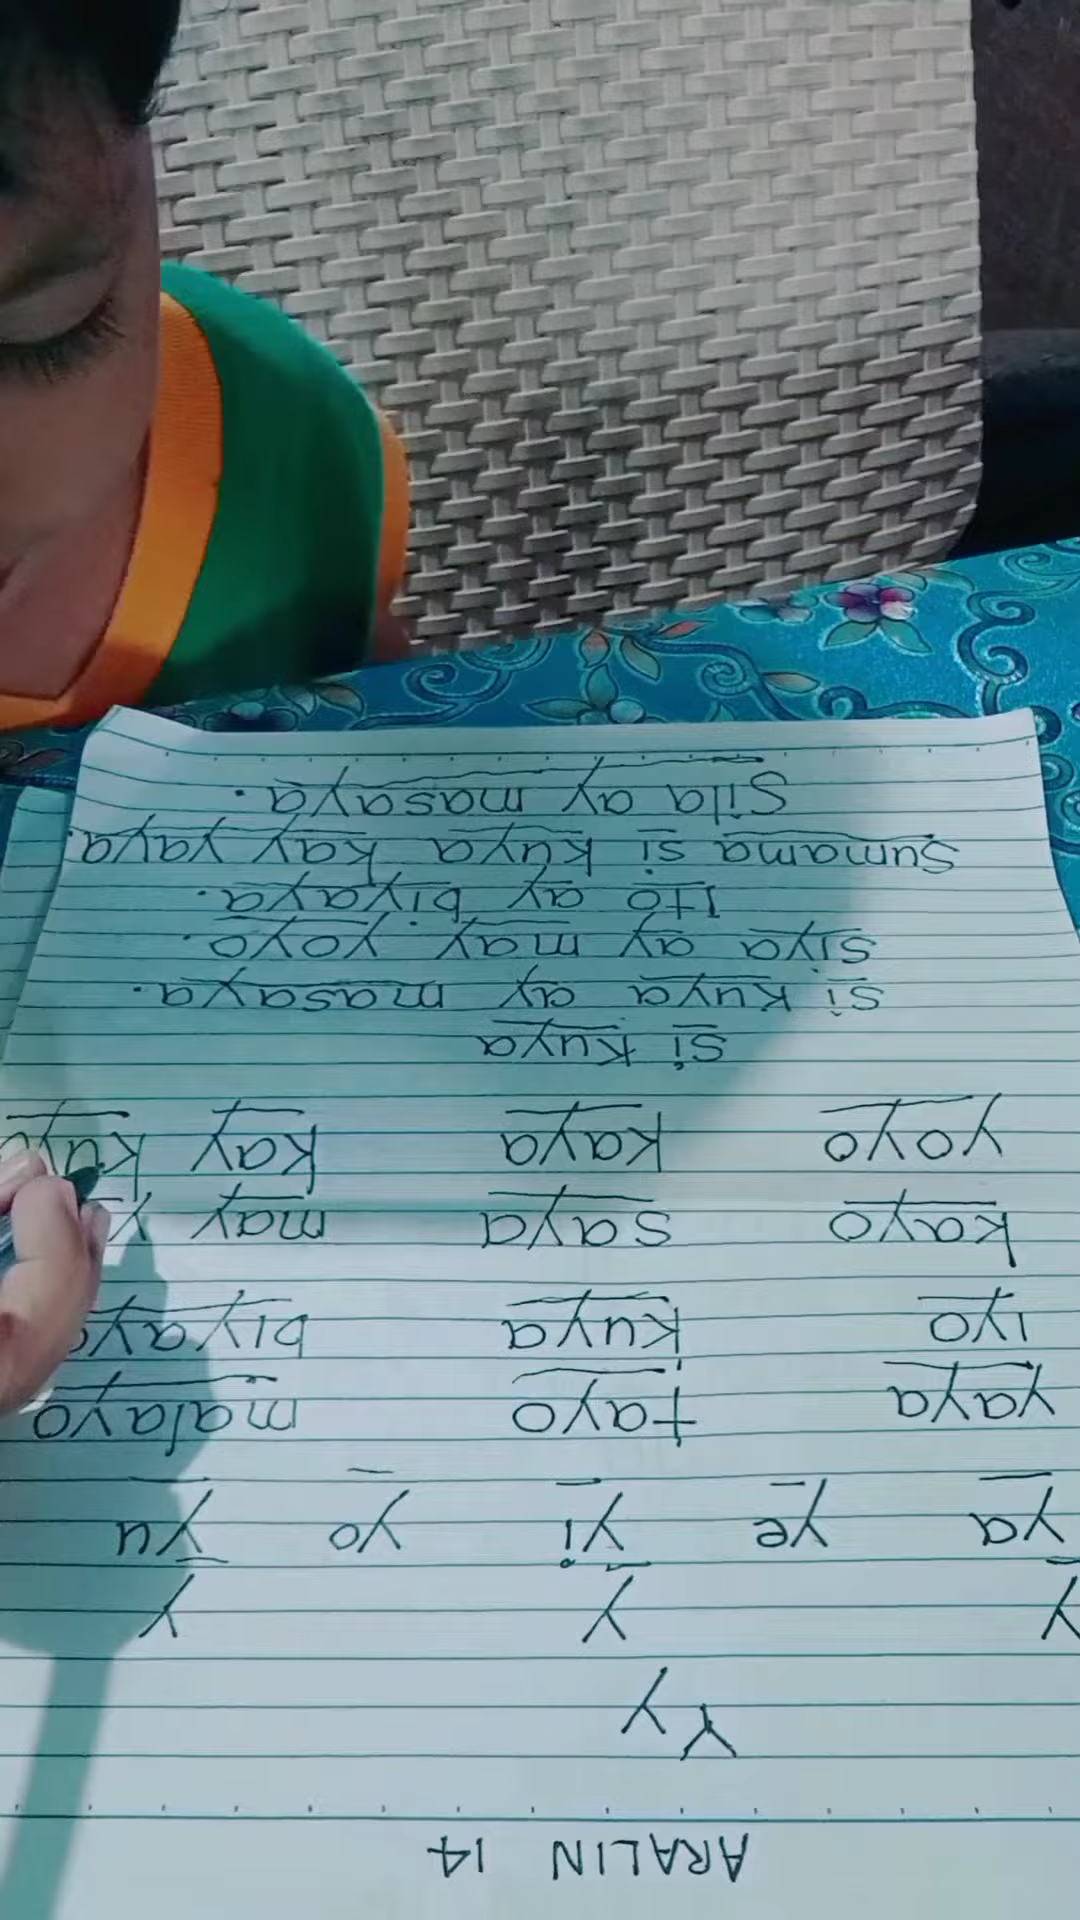 ARALIN 14
Y y
y y y
ya ye yi yo yu
yaya tayo malayo
iyo kuya biyaya
kayo saya may
yoyo kaya kay kuya
si kuya
si kuya ay masaya.
siya ay may yoyo.
Ito ay biyaya.
Sumama si kuya kay yaya.
Sila ay masaya.